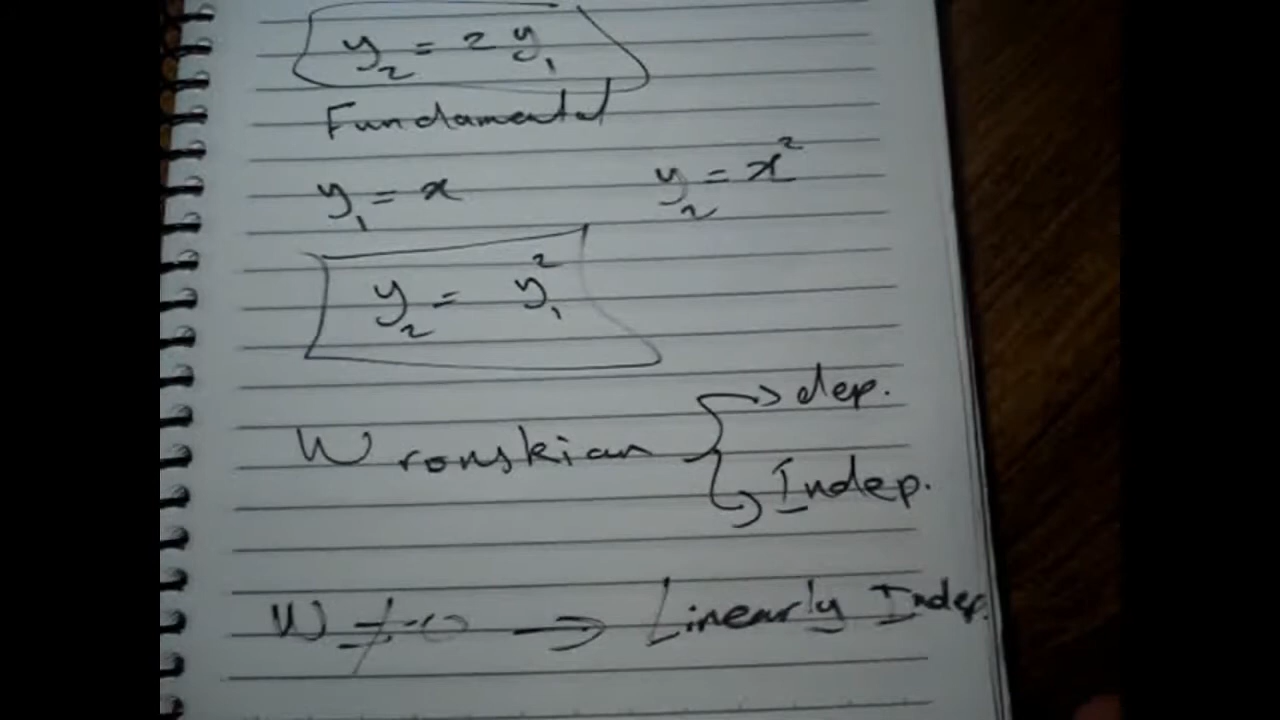 y₂ = 2 y₁
Fundamental
y₁ = x y₂ = x²
y₂ = y₁²
Wronskian → dep.
→ Indep.
W ≠ 0 → Linearly Indep.